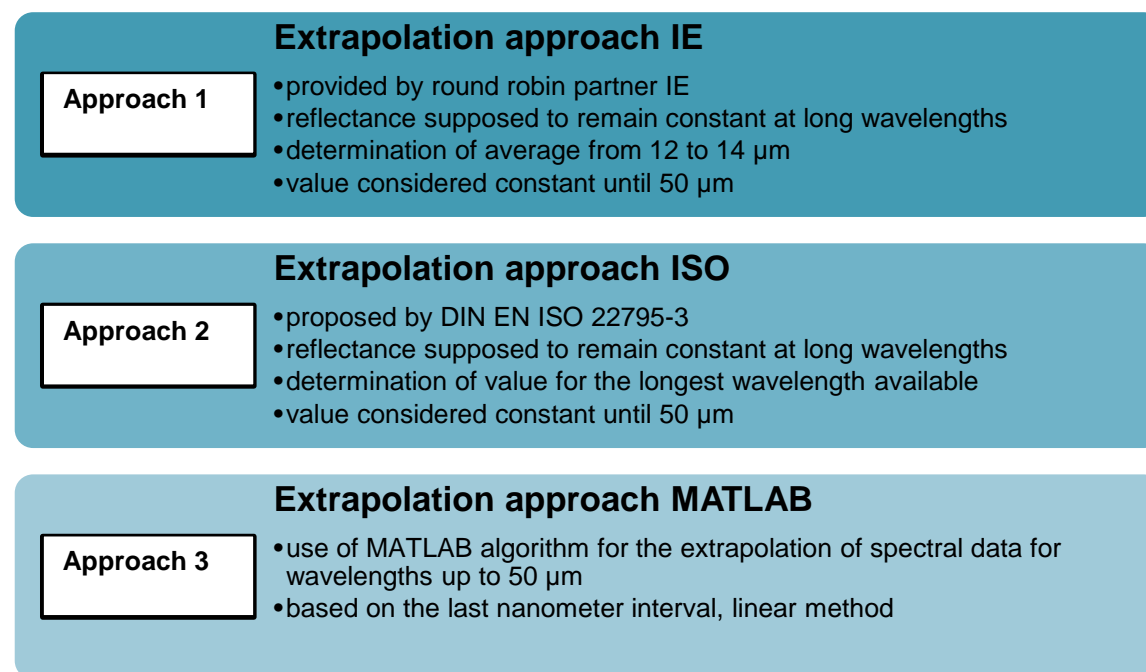 Extrapolation approach IE
Approach 1
•provided by round robin partner IE
•reflectance supposed to remain constant at long wavelengths
•determination of average from 12 to 14 µm
•value considered constant until 50 µm
Extrapolation approach ISO
Approach 2
•proposed by DIN EN ISO 22795-3
•reflectance supposed to remain constant at long wavelengths
•determination of value for the longest wavelength available
•value considered constant until 50 µm
Extrapolation approach MATLAB
Approach 3
•use of MATLAB algorithm for the extrapolation of spectral data for
wavelengths up to 50 µm
•based on the last nanometer interval, linear method